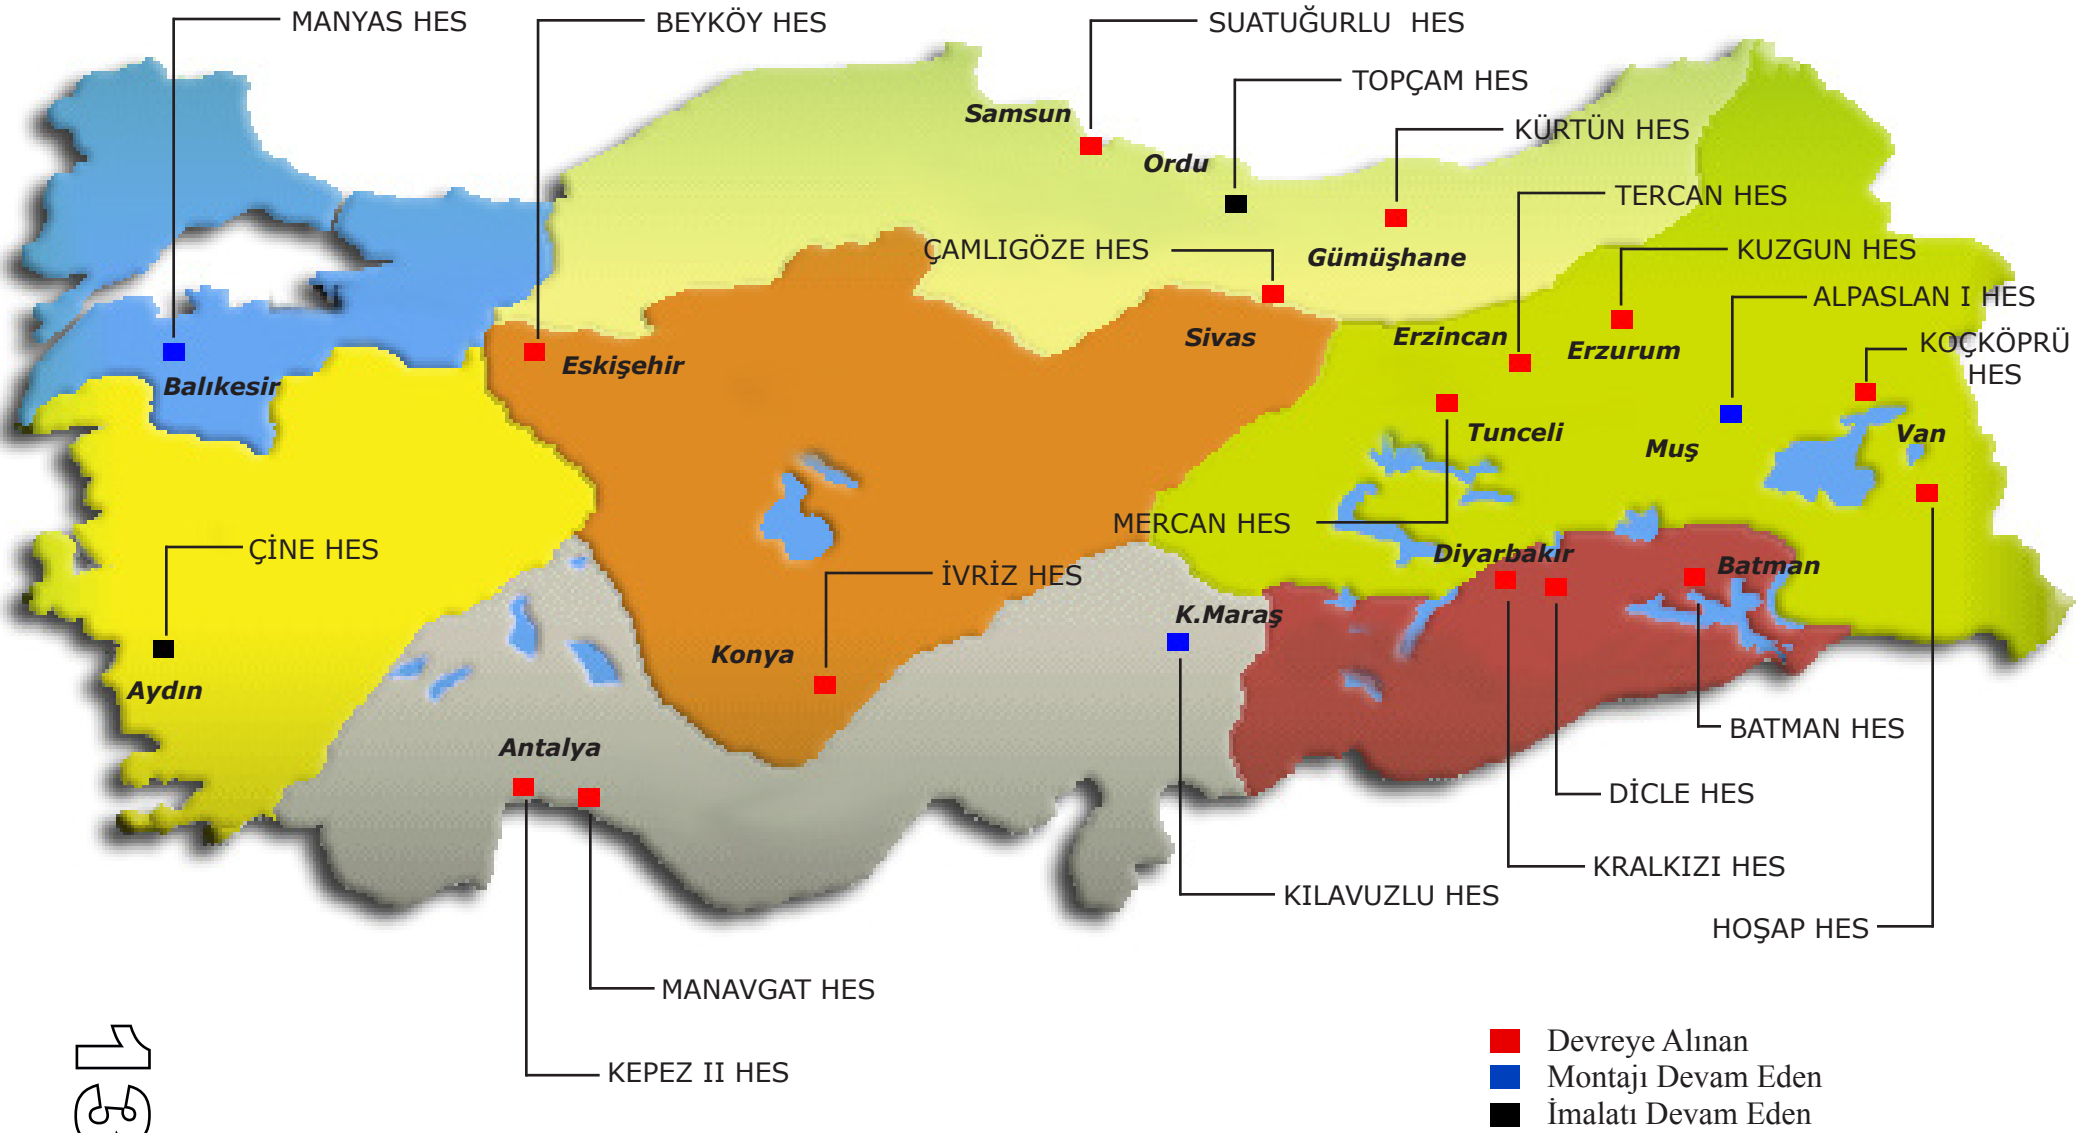 MANYAS HES
BEYKÖY HES
SUATUĞURLU HES
TOPÇAM HES
Samsun
KÜRTÜN HES
Ordu
TERCAN HES
ÇAMLIGÖZE HES
Gümüşhane
KUZGUN HES
ALPASLAN I HES
Sivas
Erzincan
Erzurum
KOÇKÖPRÜ
HES
Eskişehir
Balıkesir
Tunceli
Muş
Van
MERCAN HES
ÇİNE HES
Diyarbakır
Batman
İVRİZ HES
K.Maraş
Konya
Aydın
Antalya
BATMAN HES
DİCLE HES
KRALKIZI HES
KILAVUZLU HES
HOŞAP HES
MANAVGAT HES
KEPEZ II HES
Devreye Alınan
Montajı Devam Eden
İmalatı Devam Eden